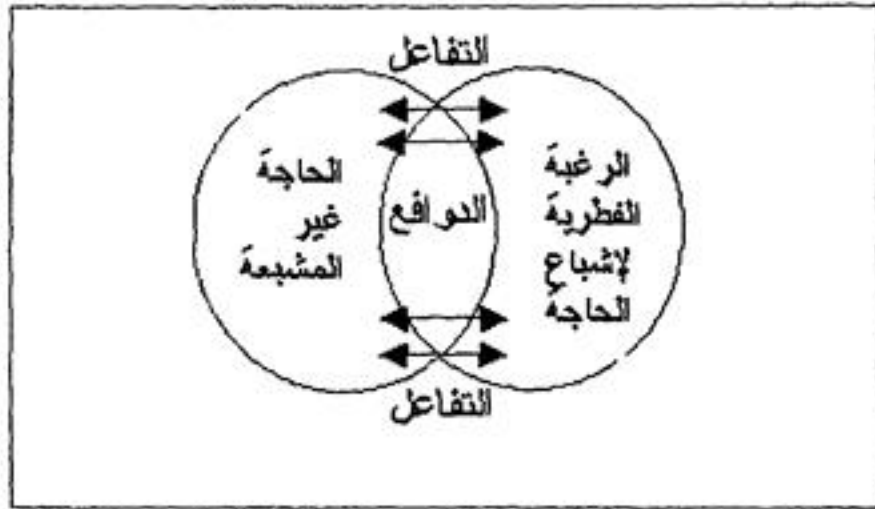 التفاعل
الرغبة
الفطرية
لإشباع
الحاجة
الدوافع
الحاجة
غير
المشبعة
التفاعل